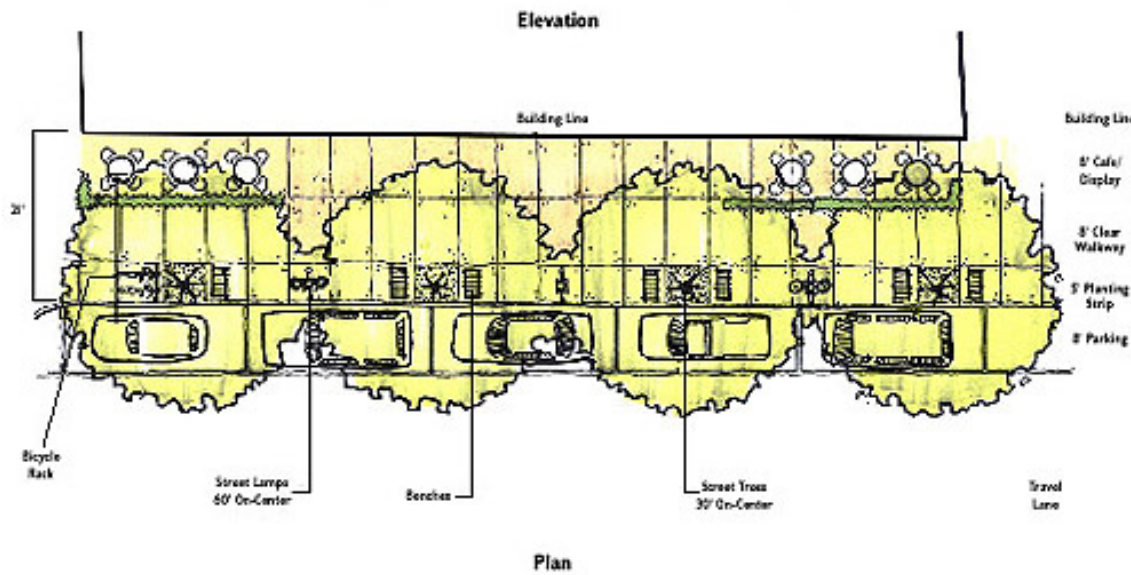 Elevation
Building Line
Building Line
8' Cafe/
Display
21'
8' Clear
Walkway
5' Planting
Strip
8' Parking
Bicycle
Rack
Street Lamps
60' On-Center
Benches
Street Trees
30' On-Center
Travel
Lane
Plan